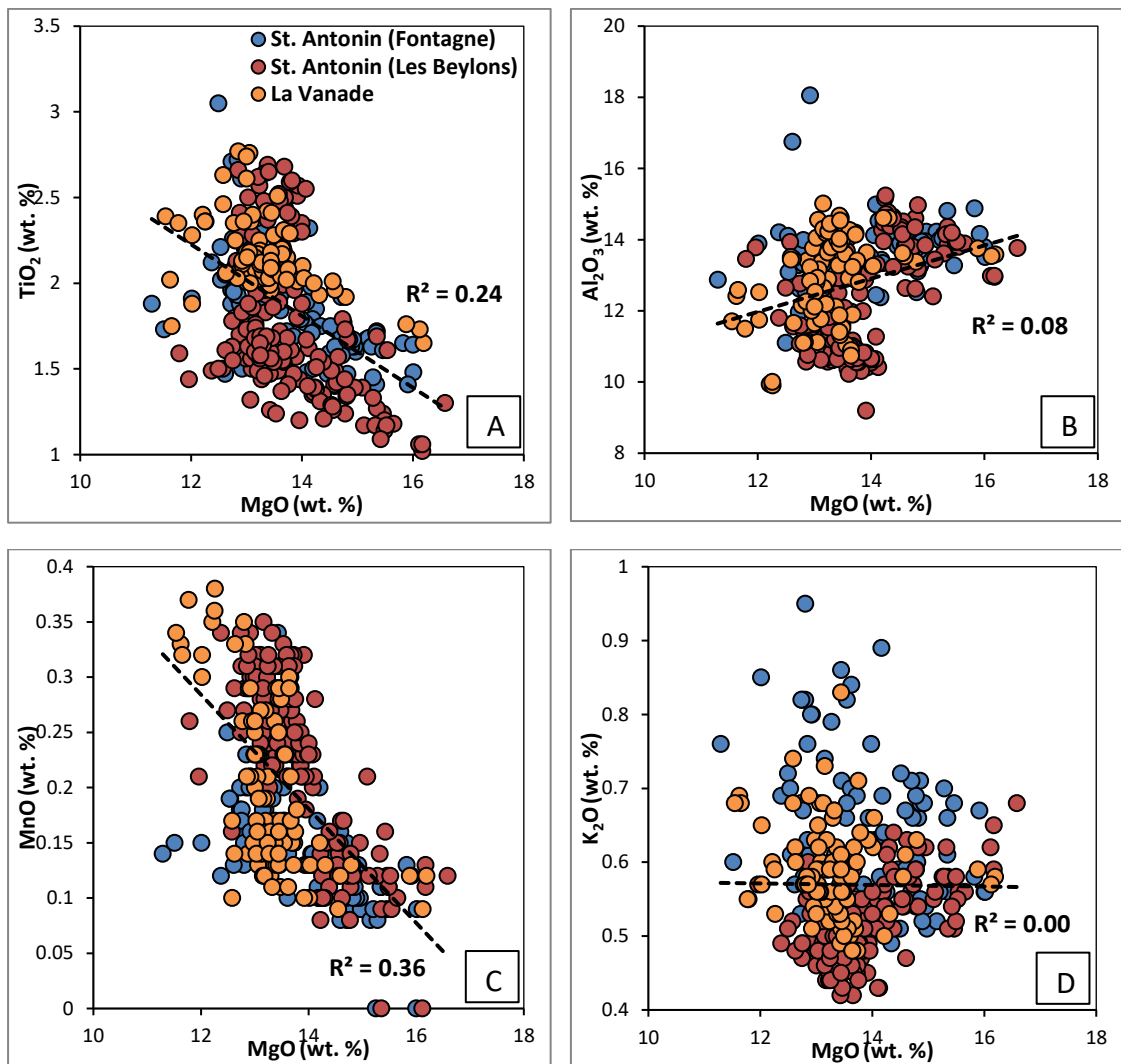 3.5
3
2.5
2
1.5
1
TiO2 (wt. %)
St. Antonin (Fontagne)
St. Antonin (Les Beylons)
La Vanade
R² = 0.24
A
10 12 14 16 18
MgO (wt. %)
20
18
16
14
12
10
8
Al2O3 (wt. %)
R² = 0.08
B
10 12 14 16 18
MgO (wt. %)
0.4
0.35
0.3
0.25
0.2
0.15
0.1
0.05
0
MnO (wt. %)
R² = 0.36
C
10 12 14 16 18
MgO (wt. %)
1
0.9
0.8
0.7
0.6
0.5
0.4
K2O (wt. %)
R² = 0.00
D
10 12 14 16 18
MgO (wt. %)